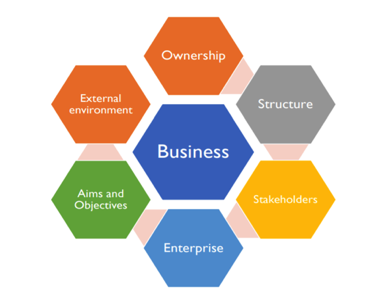 Ownership
External
environment
Structure
Business
Aims and
Objectives
Stakeholders
Enterprise